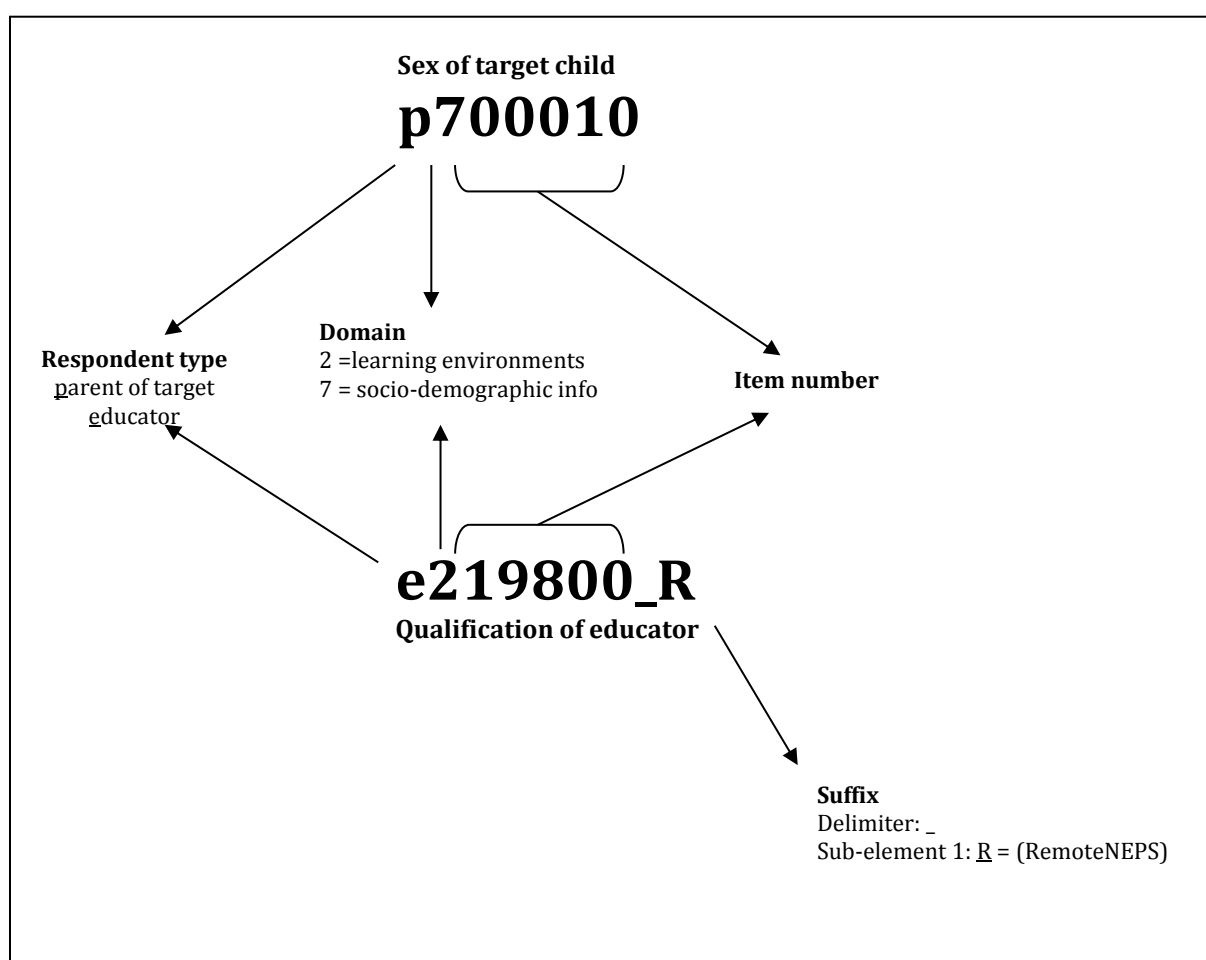 Sex of target child
p700010
Domain
2 =learning environments
7 = socio-demographic info
Respondent type
parent of target
educator
Item number
e219800_R
Qualification of educator
Suffix
Delimiter: _
Sub-element 1: R = (RemoteNEPS)